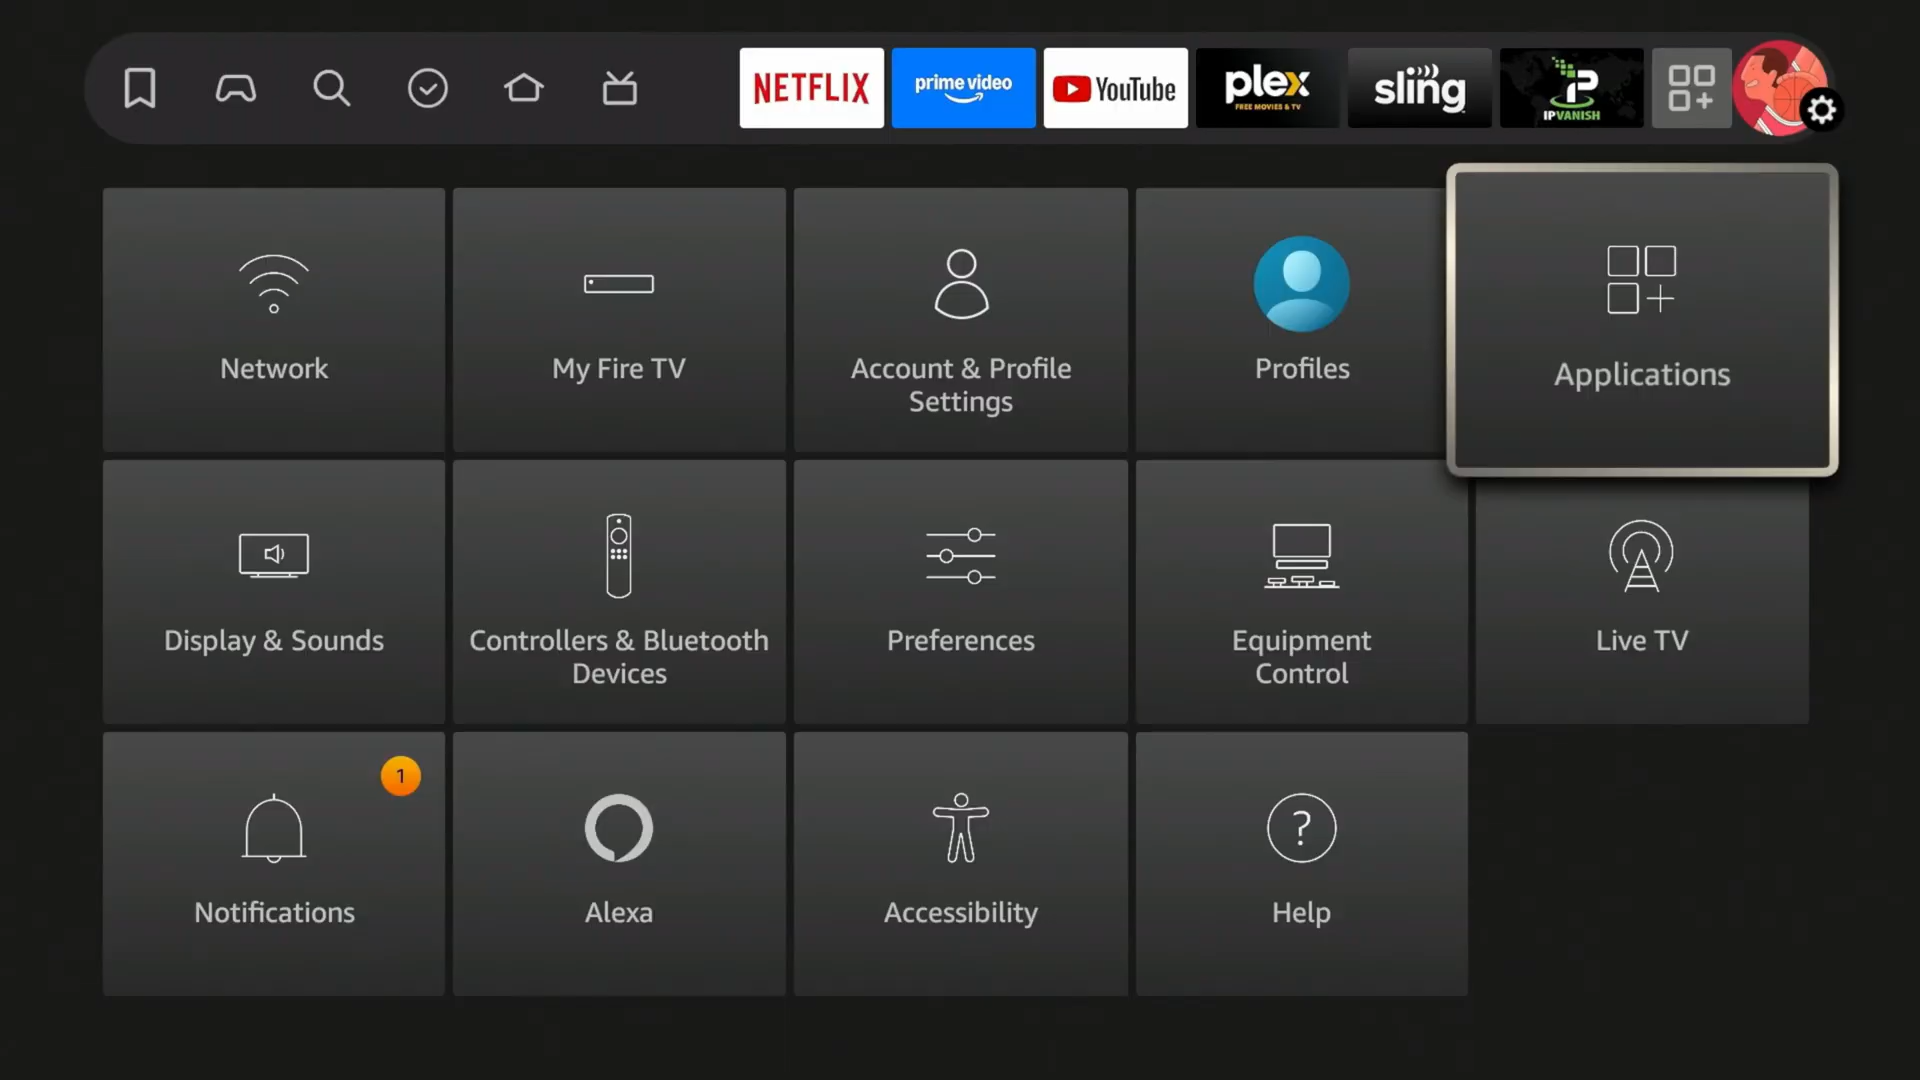 NETFLIX
prime video
YouTube
plex
FREE MOVIES & TV
sling
IPVANISH
Network
My Fire TV
Account & Profile
Settings
Profiles
Applications
Display & Sounds
Controllers & Bluetooth
Devices
Preferences
Equipment
Control
Live TV
1
Notifications
Alexa
Accessibility
?
Help